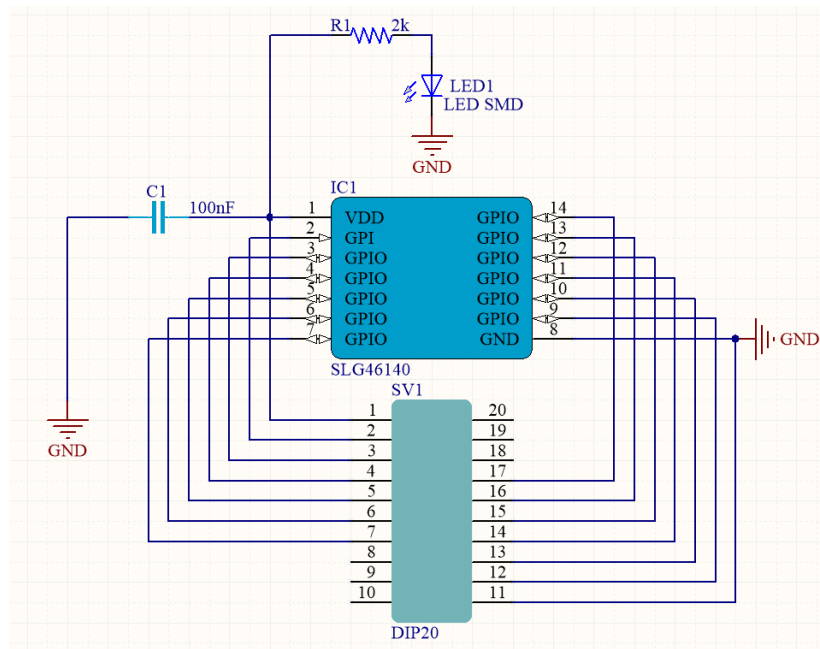 R1 2k
LED1
LED SMD
GND
C1
100nF
IC1
1 VDD GPIO 14
2 GPI GPIO 13
3 GPIO GPIO 12
4 GPIO GPIO 11
5 GPIO GPIO 10
6 GPIO GPIO 9
7 GPIO GND 8
GND
SLG46140
SV1
1 20
2 19
3 18
4 17
5 16
6 15
7 14
8 13
9 12
10 11
GND
DIP20